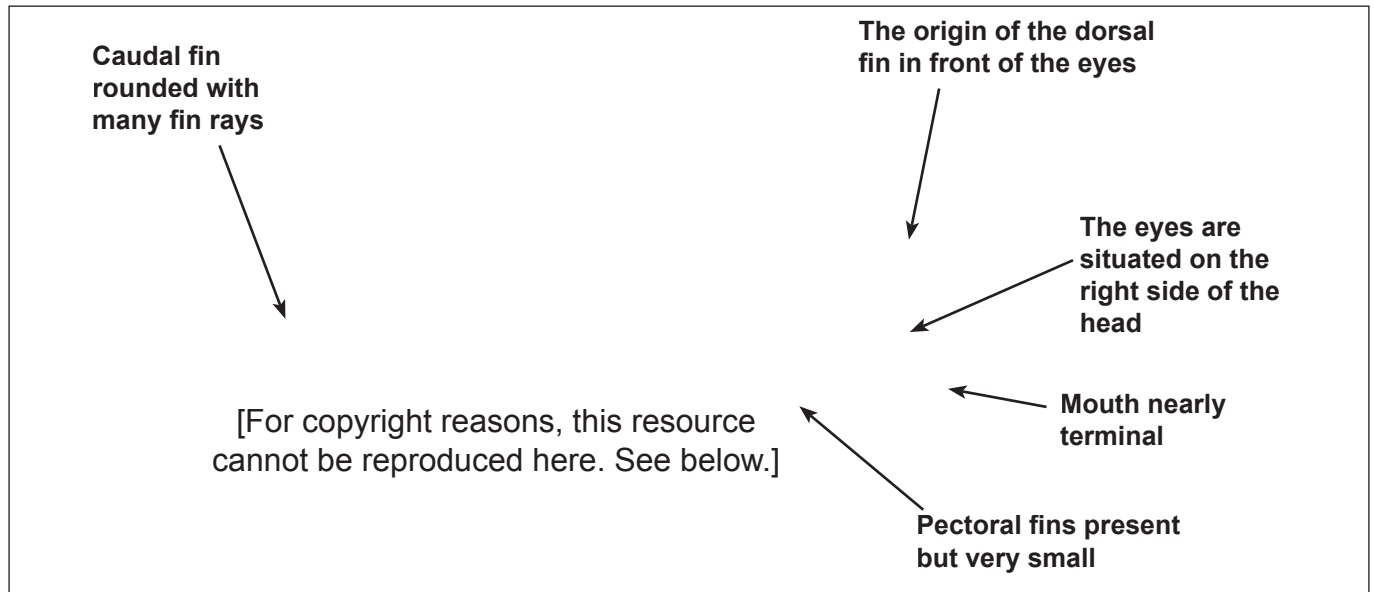 Caudal fin
rounded with
many fin rays
The origin of the dorsal
fin in front of the eyes
The eyes are
situated on the
right side of the
head
Mouth nearly
terminal
[For copyright reasons, this resource
cannot be reproduced here. See below.]
Pectoral fins present
but very small